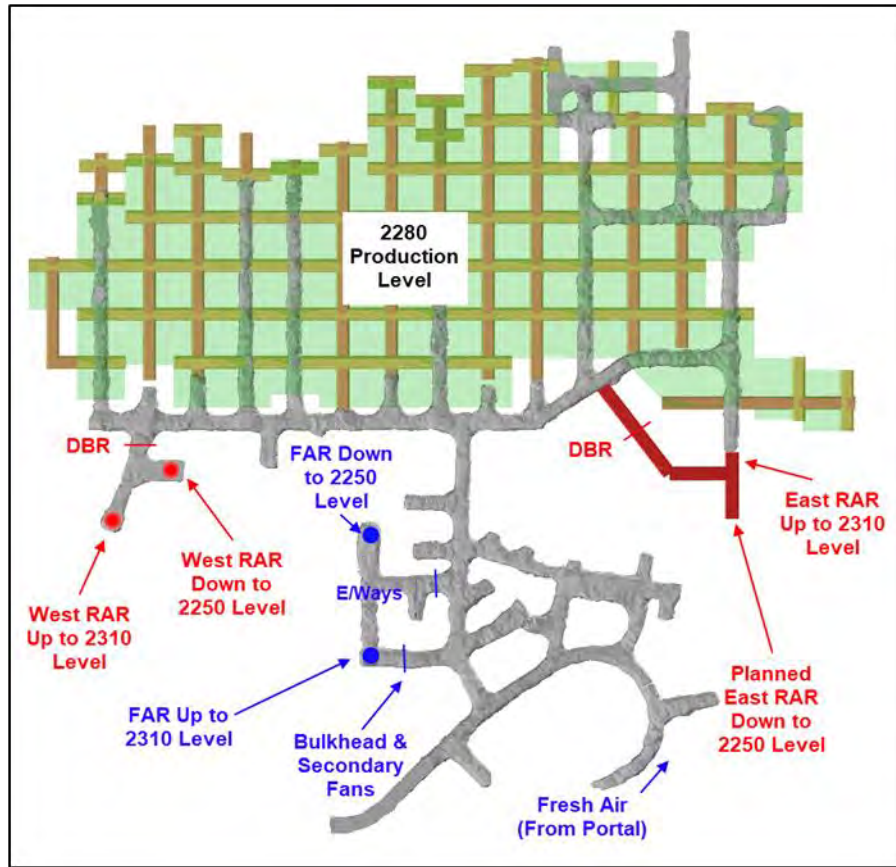 2280
Production
Level
DBR
FAR Down
to 2250
Level
DBR
East RAR
Up to 2310
Level
West RAR
Down to
2250 Level
E/Ways
West RAR
Up to 2310
Level
FAR Up to
2310 Level
Bulkhead &
Secondary
Fans
Planned
East RAR
Down to
2250 Level
Fresh Air
(From Portal)